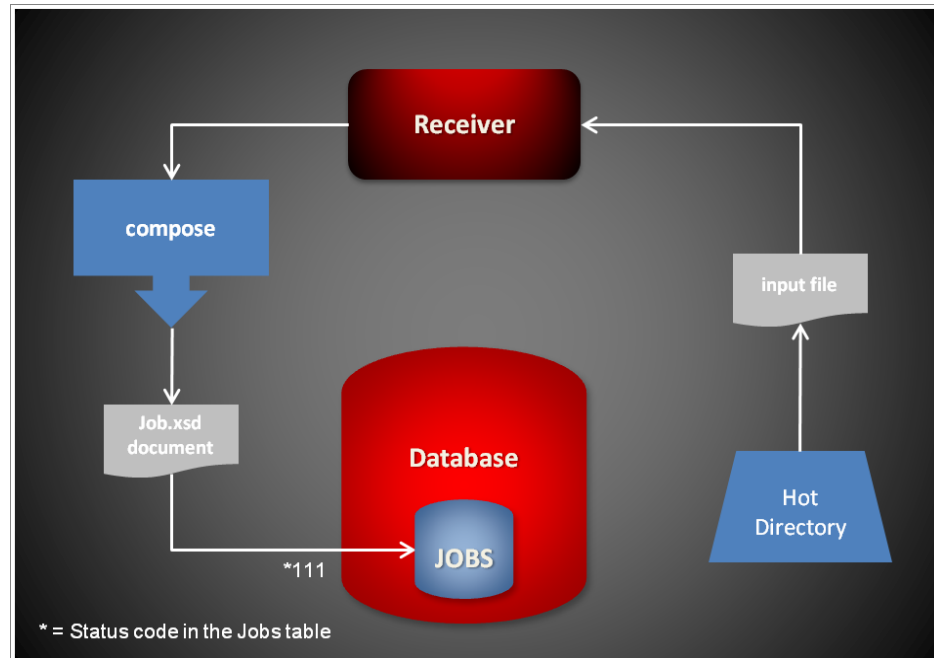 Receiver
compose
input file
Job.xsd
document
Database
Hot
Directory
JOBS
*111
* = Status code in the Jobs table